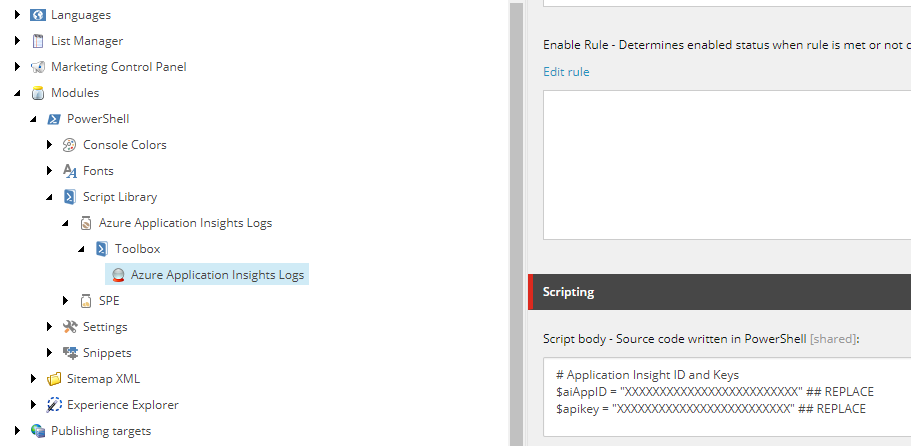 Languages
List Manager
Marketing Control Panel
Modules
PowerShell
Console Colors
Fonts
Script Library
Azure Application Insights Logs
Toolbox
Azure Application Insights Logs
SPE
Settings
Snippets
Sitemap XML
Experience Explorer
Publishing targets
Enable Rule - Determines enabled status when rule is met or not
Edit rule
Scripting
Script body - Source code written in PowerShell [shared]:
# Application Insight ID and Keys
$aiAppID = "XXXXXXXXXXXXXXXXXXXXXXXXX" ## REPLACE
$apikey = "XXXXXXXXXXXXXXXXXXXXXXXXX" ## REPLACE